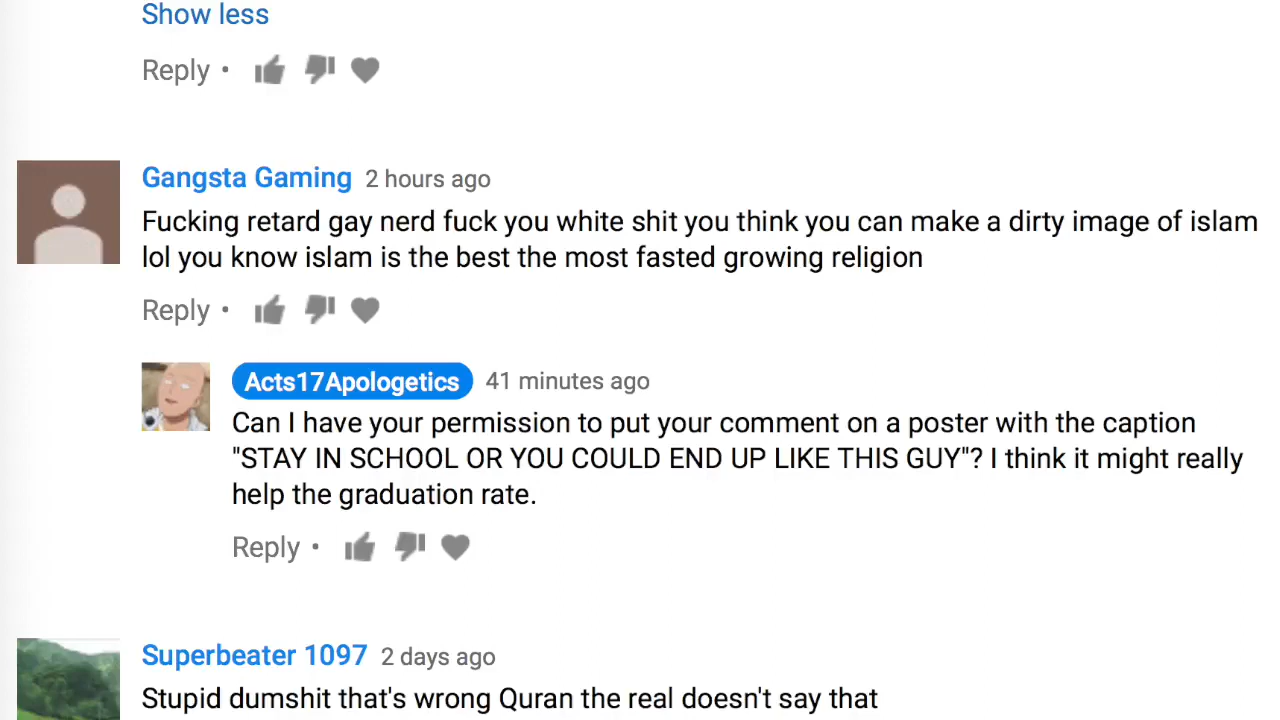 Show less
Reply •
Gangsta Gaming 2 hours ago
Fucking retard gay nerd fuck you white shit you think you can make a dirty image of islam
lol you know islam is the best the most fasted growing religion
Reply •
Acts17Apologetics 41 minutes ago
Can I have your permission to put your comment on a poster with the caption
"STAY IN SCHOOL OR YOU COULD END UP LIKE THIS GUY"? I think it might really
help the graduation rate.
Reply •
Superbeater 1097 2 days ago
Stupid dumshit that's wrong Quran the real doesn't say that